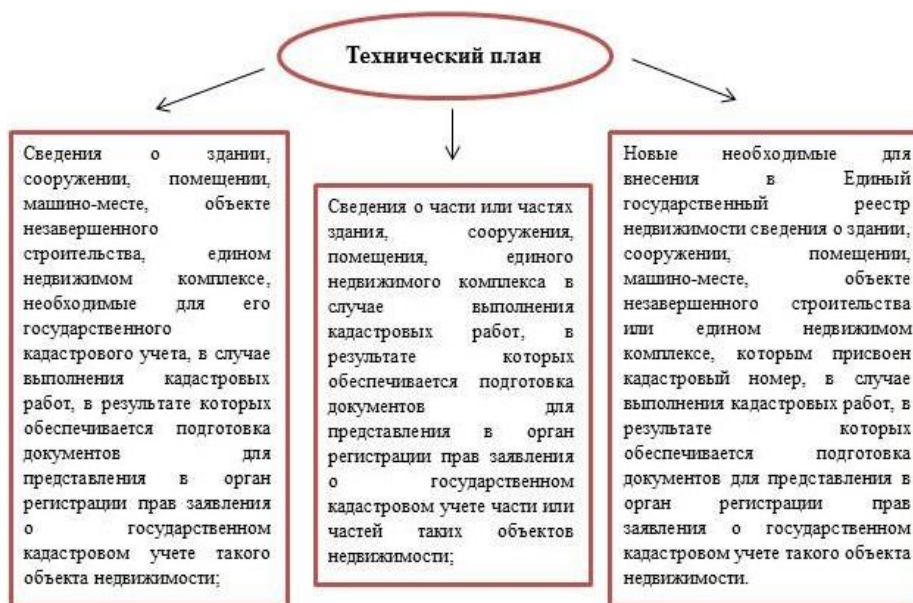 Технический план
Сведения о здании,
сооружении, помещении,
машино-месте, объекте
незавершенного
строительства, едином
недвижимом комплексе,
необходимые для его
государственного
кадастрового учета, в случае
выполнения кадастровых
работ, в результате которых
обеспечивается подготовка
документов для
представления в орган
регистрации прав заявления
о государственном
кадастровом учете такого
объекта недвижимости;
Сведения о части или частях
здания, сооружения,
помещения, единого
недвижимого комплекса в
случае выполнения
кадастровых работ, в
результате которых
обеспечивается подготовка
документов для
представления в орган
регистрации прав заявления
о государственном
кадастровом учете части или
частей таких объектов
недвижимости;
Новые необходимые для
внесения в Единый
государственный реестр
недвижимости сведения о здании,
сооружении, помещении,
машино-месте, объекте
незавершенного строительства
или едином недвижимом
комплексе, которым присвоен
кадастровый номер, в случае
выполнения кадастровых работ, в
результате которых
обеспечивается подготовка
документов для представления в
орган регистрации прав
заявления о государственном
кадастровом учете такого объекта
недвижимости.